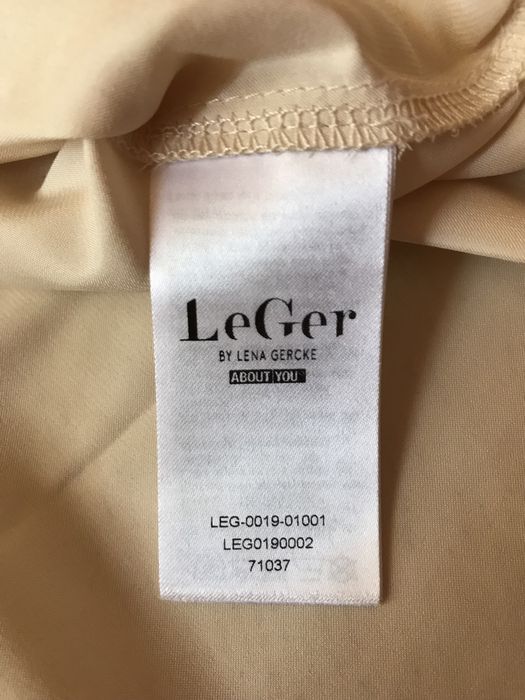 LeGer
BY LENA GERCKE
ABOUT YOU
LEG-0019-01001
LEG0190002
71037